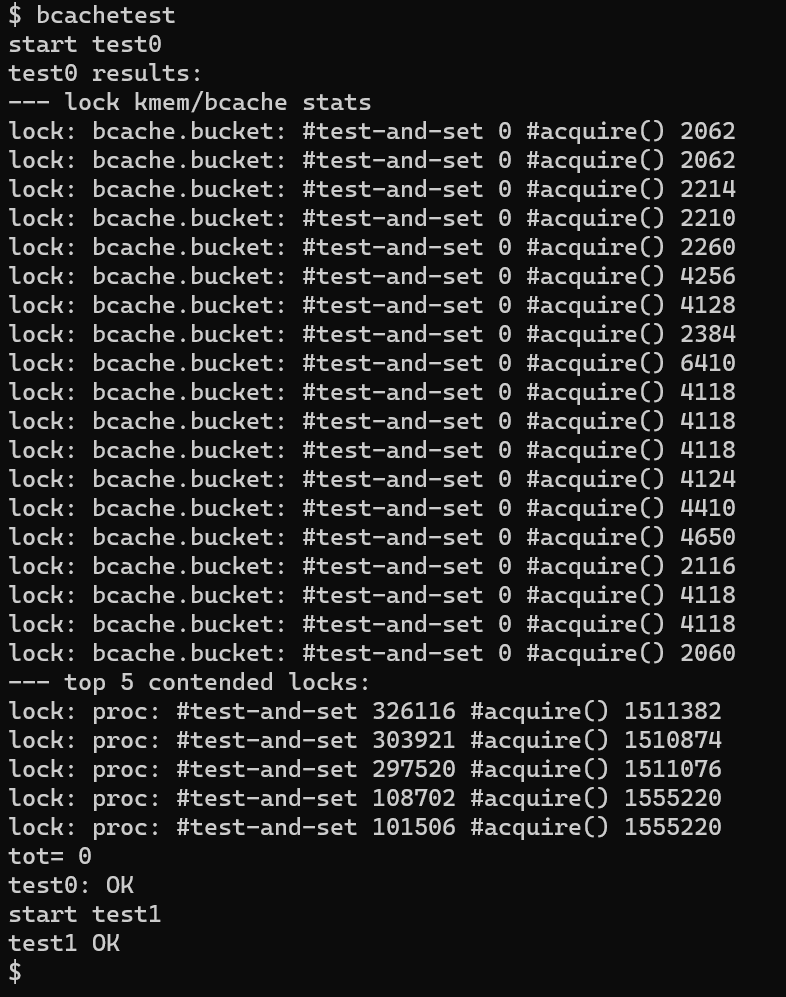 $ bcachetest
start test0
test0 results:
--- lock kmem/bcache stats
lock: bcache.bucket: #test-and-set 0 #acquire() 2062
lock: bcache.bucket: #test-and-set 0 #acquire() 2062
lock: bcache.bucket: #test-and-set 0 #acquire() 2214
lock: bcache.bucket: #test-and-set 0 #acquire() 2210
lock: bcache.bucket: #test-and-set 0 #acquire() 2260
lock: bcache.bucket: #test-and-set 0 #acquire() 4256
lock: bcache.bucket: #test-and-set 0 #acquire() 4128
lock: bcache.bucket: #test-and-set 0 #acquire() 2384
lock: bcache.bucket: #test-and-set 0 #acquire() 6410
lock: bcache.bucket: #test-and-set 0 #acquire() 4118
lock: bcache.bucket: #test-and-set 0 #acquire() 4118
lock: bcache.bucket: #test-and-set 0 #acquire() 4118
lock: bcache.bucket: #test-and-set 0 #acquire() 4124
lock: bcache.bucket: #test-and-set 0 #acquire() 4410
lock: bcache.bucket: #test-and-set 0 #acquire() 4650
lock: bcache.bucket: #test-and-set 0 #acquire() 2116
lock: bcache.bucket: #test-and-set 0 #acquire() 4118
lock: bcache.bucket: #test-and-set 0 #acquire() 4118
lock: bcache.bucket: #test-and-set 0 #acquire() 2060
--- top 5 contended locks:
lock: proc: #test-and-set 326116 #acquire() 1511382
lock: proc: #test-and-set 303921 #acquire() 1510874
lock: proc: #test-and-set 297520 #acquire() 1511076
lock: proc: #test-and-set 108702 #acquire() 1555220
lock: proc: #test-and-set 101506 #acquire() 1555220
tot= 0
test0: OK
start test1
test1 OK
$